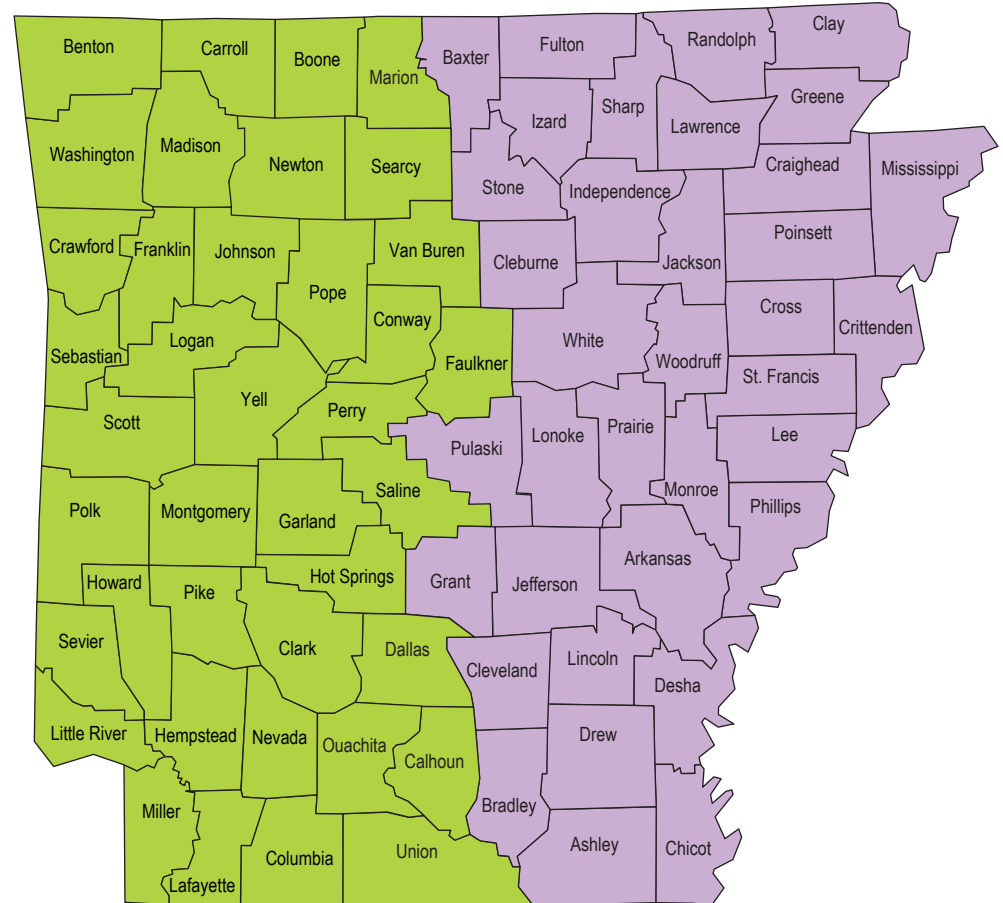 Benton
Carroll
Boone
Marion
Baxter
Fulton
Randolph
Clay
Sharp
Greene
Izard
Lawrence
Washington
Madison
Newton
Searcy
Stone
Independence
Craighead
Mississippi
Crawford
Franklin
Johnson
Van Buren
Cleburne
Jackson
Poinsett
Pope
Conway
Cross
Crittenden
Sebastian
Logan
Faulkner
White
Woodruff
St. Francis
Scott
Yell
Perry
Pulaski
Lonoke
Prairie
Lee
Polk
Montgomery
Garland
Saline
Monroe
Phillips
Howard
Pike
Hot Springs
Grant
Jefferson
Arkansas
Sevier
Clark
Dallas
Cleveland
Lincoln
Desha
Little River
Hempstead
Nevada
Ouachita
Calhoun
Drew
Miller
Bradley
Lafayette
Columbia
Union
Ashley
Chicot